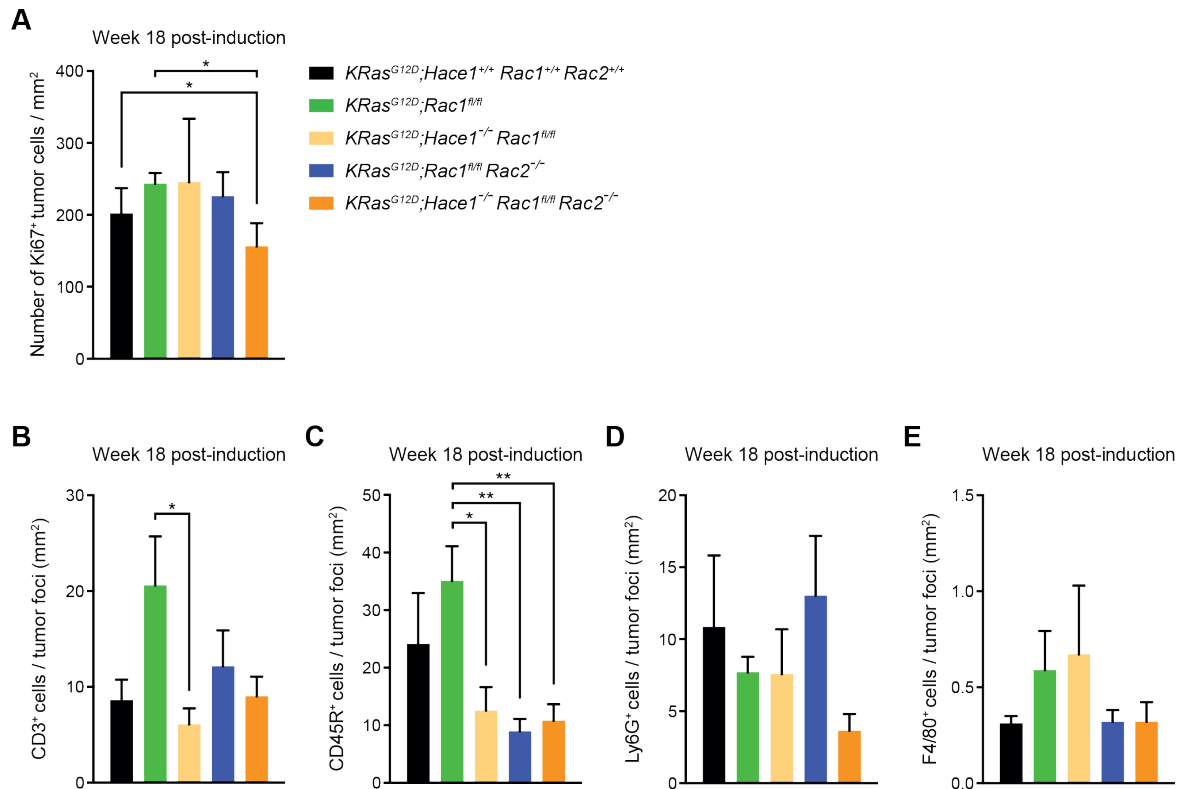 A
Week 18 post-induction
Number of Ki67⁺ tumor cells / mm²
400
300
200
100
0
*
*
KRasᴳ¹²ᴰ;Hace1⁺/⁺ Rac1⁺/⁺ Rac2⁺/⁺
KRasᴳ¹²ᴰ;Rac1ᶠˡ/ᶠˡ
KRasᴳ¹²ᴰ;Hace1⁻/⁻ Rac1ᶠˡ/ᶠˡ
KRasᴳ¹²ᴰ;Rac1ᶠˡ/ᶠˡ Rac2⁻/⁻
KRasᴳ¹²ᴰ;Hace1⁻/⁻ Rac1ᶠˡ/ᶠˡ Rac2⁻/⁻
B
Week 18 post-induction
CD3⁺ cells / tumor foci (mm²)
30
20
10
0
*
C
Week 18 post-induction
CD45R⁺ cells / tumor foci (mm²)
50
40
30
20
10
0
**
**
*
D
Week 18 post-induction
Ly6G⁺ cells / tumor foci (mm²)
20
15
10
5
0
E
Week 18 post-induction
F4/80⁺ cells / tumor foci (mm²)
1.5
1.0
0.5
0.0